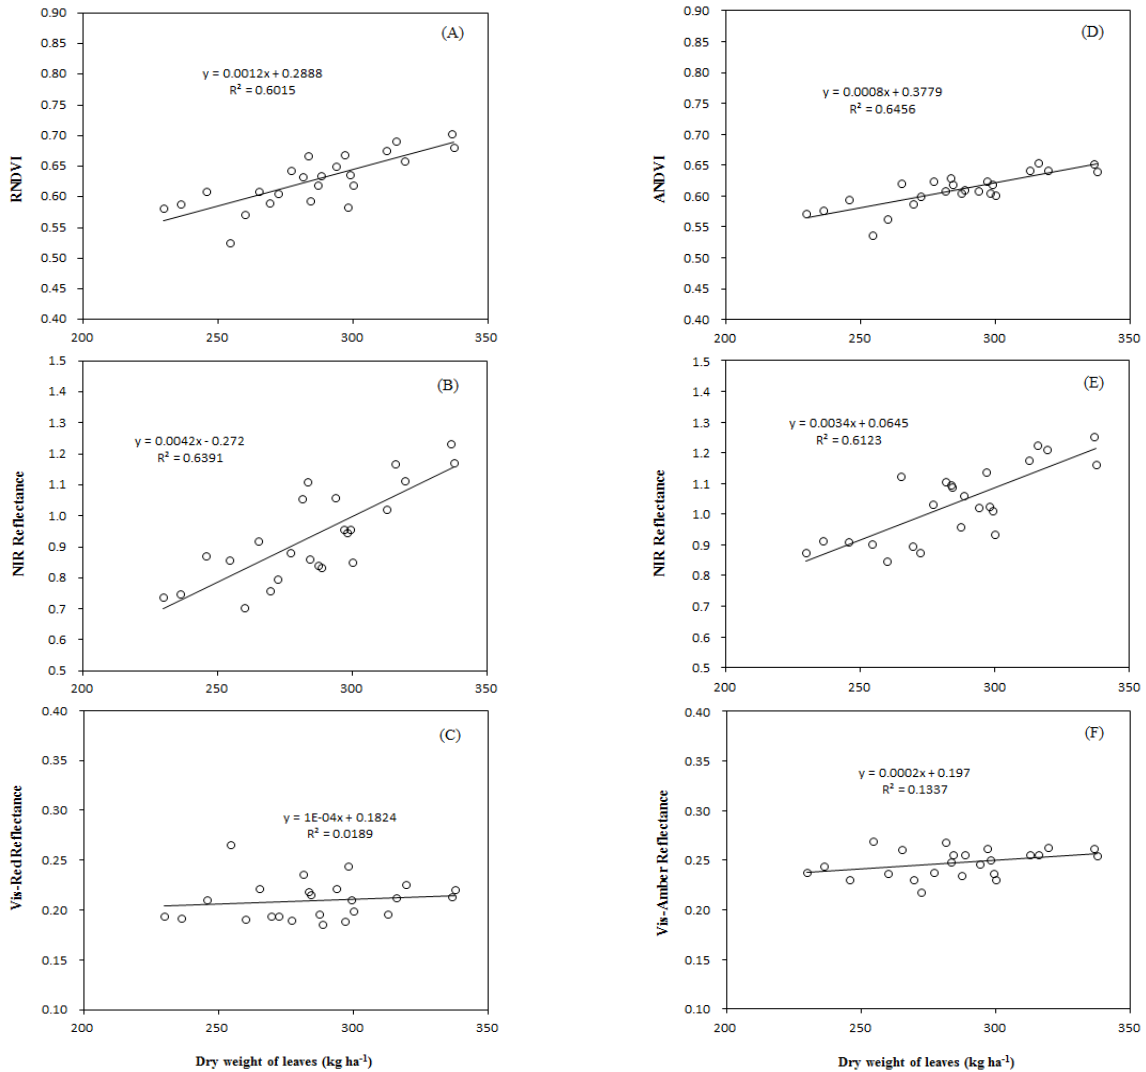 0.90
0.80
0.70
0.60
0.50
0.40
RNDVI
(A)
y = 0.0012x + 0.2888
R² = 0.6015
200 250 300 350
1.5
1.4
1.3
1.2
1.1
1.0
0.9
0.8
0.7
0.6
0.5
NIR Reflectance
(B)
y = 0.0042x - 0.272
R² = 0.6391
200 250 300 350
0.40
0.35
0.30
0.25
0.20
0.15
0.10
Vis-Red Reflectance
(C)
y = 1E-04x + 0.1824
R² = 0.0189
200 250 300 350
Dry weight of leaves (kg ha⁻¹)
0.90
0.85
0.80
0.75
0.70
0.65
0.60
0.55
0.50
0.45
0.40
ANDVI
(D)
y = 0.0008x + 0.3779
R² = 0.6456
200 250 300 350
1.5
1.4
1.3
1.2
1.1
1.0
0.9
0.8
0.7
0.6
0.5
NIR Reflectance
(E)
y = 0.0034x + 0.0645
R² = 0.6123
200 250 300 350
0.40
0.35
0.30
0.25
0.20
0.15
0.10
Vis-Amber Reflectance
(F)
y = 0.0002x + 0.197
R² = 0.1337
200 250 300 350
Dry weight of leaves (kg ha⁻¹)